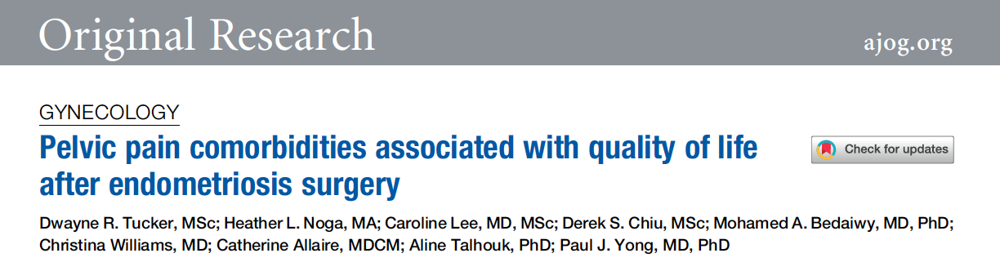 Original Research
ajog.org
GYNECOLOGY
Pelvic pain comorbidities associated with quality of life
after endometriosis surgery
Check for updates
Dwayne R. Tucker, MSc; Heather L. Noga, MA; Caroline Lee, MD, MSc; Derek S. Chiu, MSc; Mohamed A. Bedaiwy, MD, PhD;
Christina Williams, MD; Catherine Allaire, MDCM; Aline Talhouk, PhD; Paul J. Yong, MD, PhD